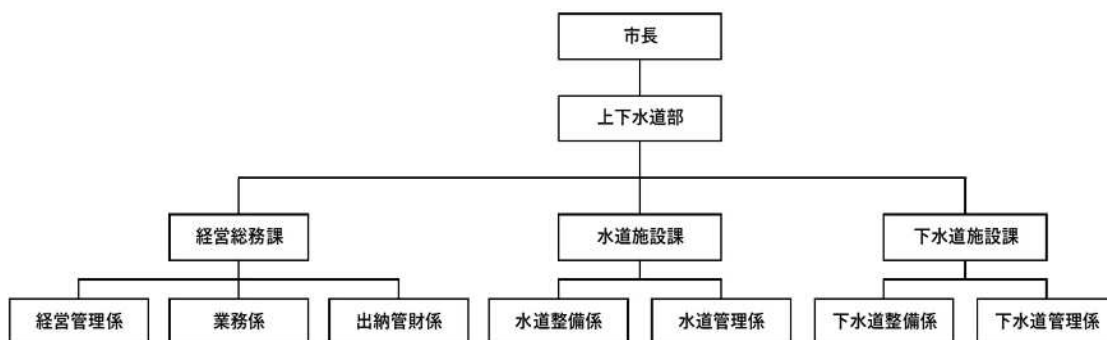 市長
上下水道部
経営総務課
水道施設課
下水道施設課
経営管理係
業務係
出納管財係
水道整備係
水道管理係
下水道整備係
下水道管理係